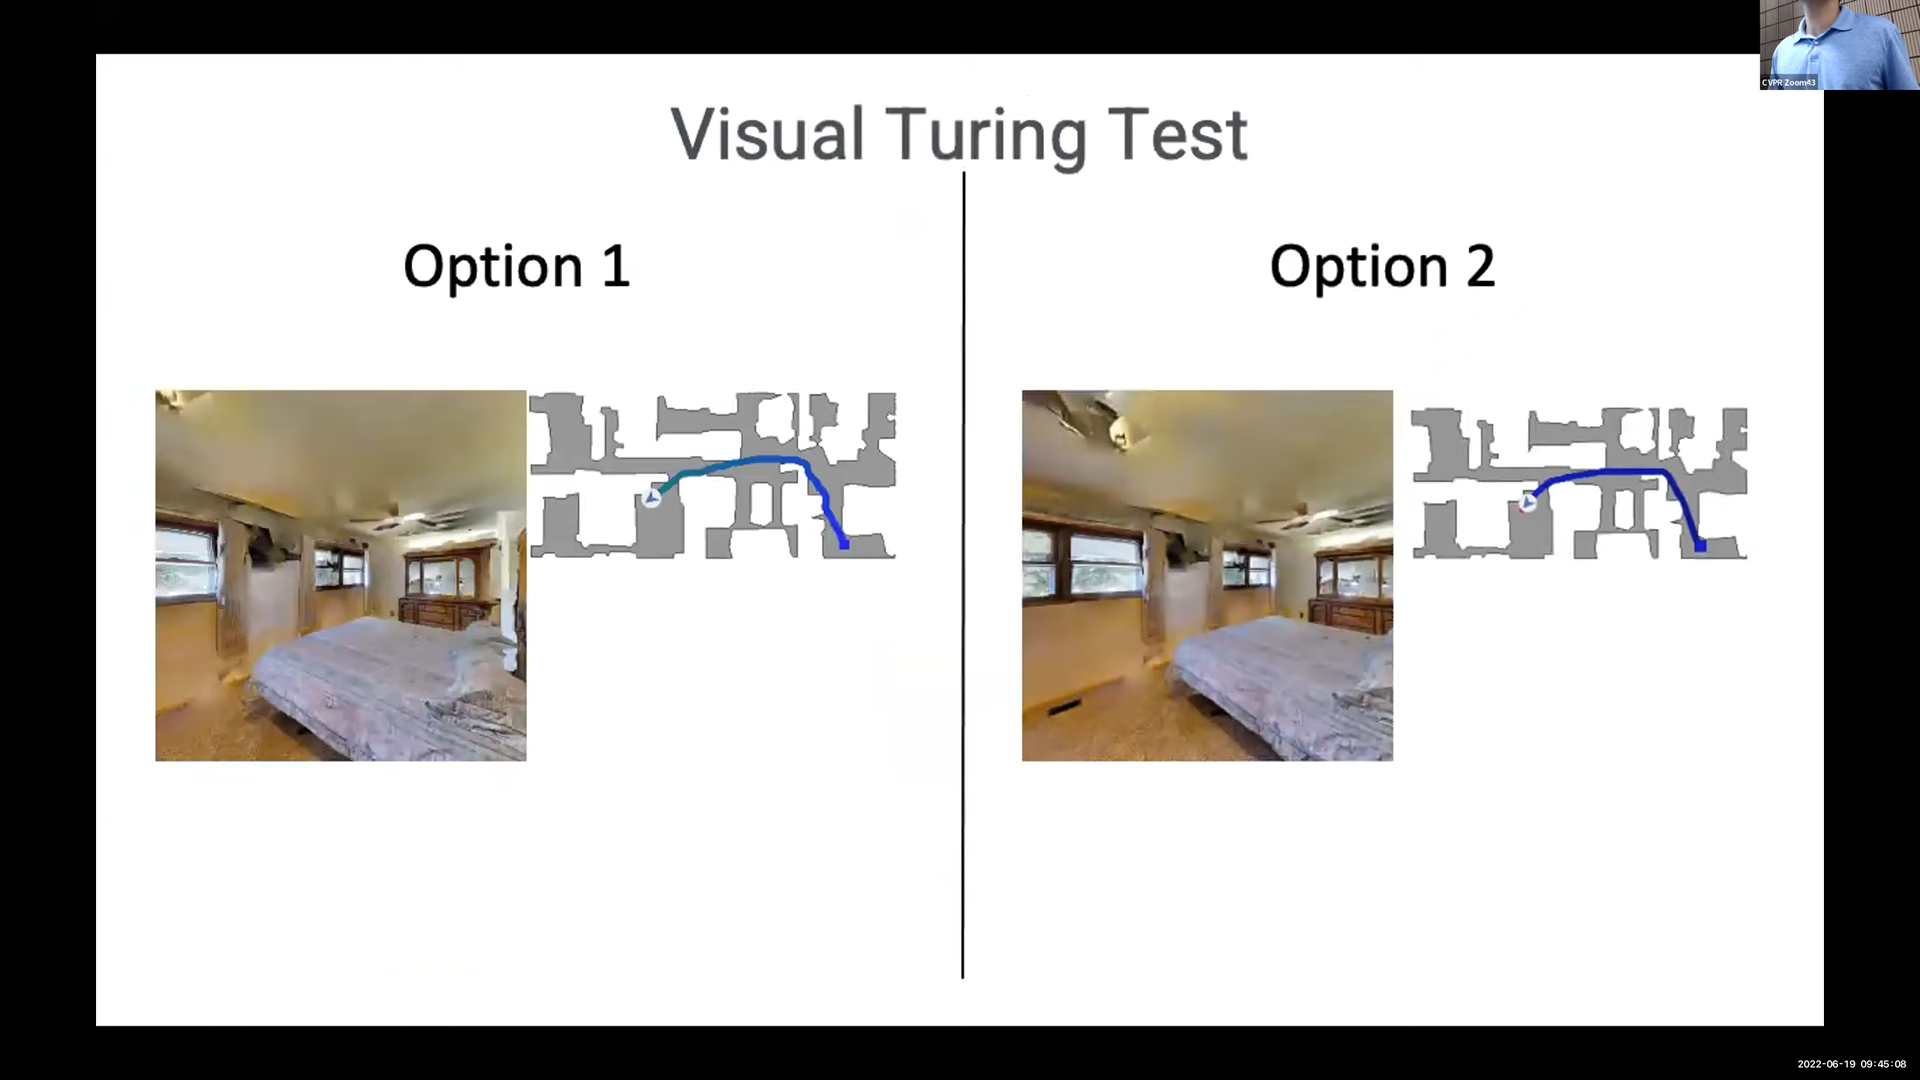 Visual Turing Test
Option 1
Option 2
CVPR Zoom43
2022-06-19 09:45:08